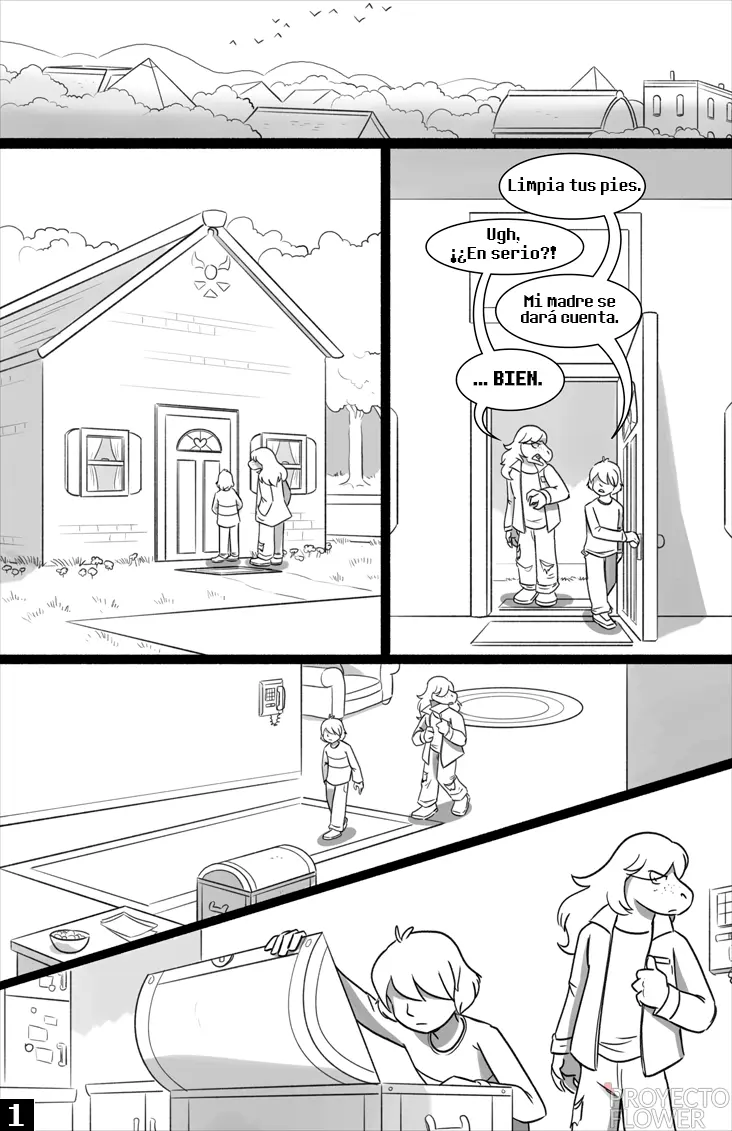 Limpia tus pies.
Ugh,
¡¿En serio?!
Mi madre se
dará cuenta.
... BIEN.
1
PROYECTO
FLOWER